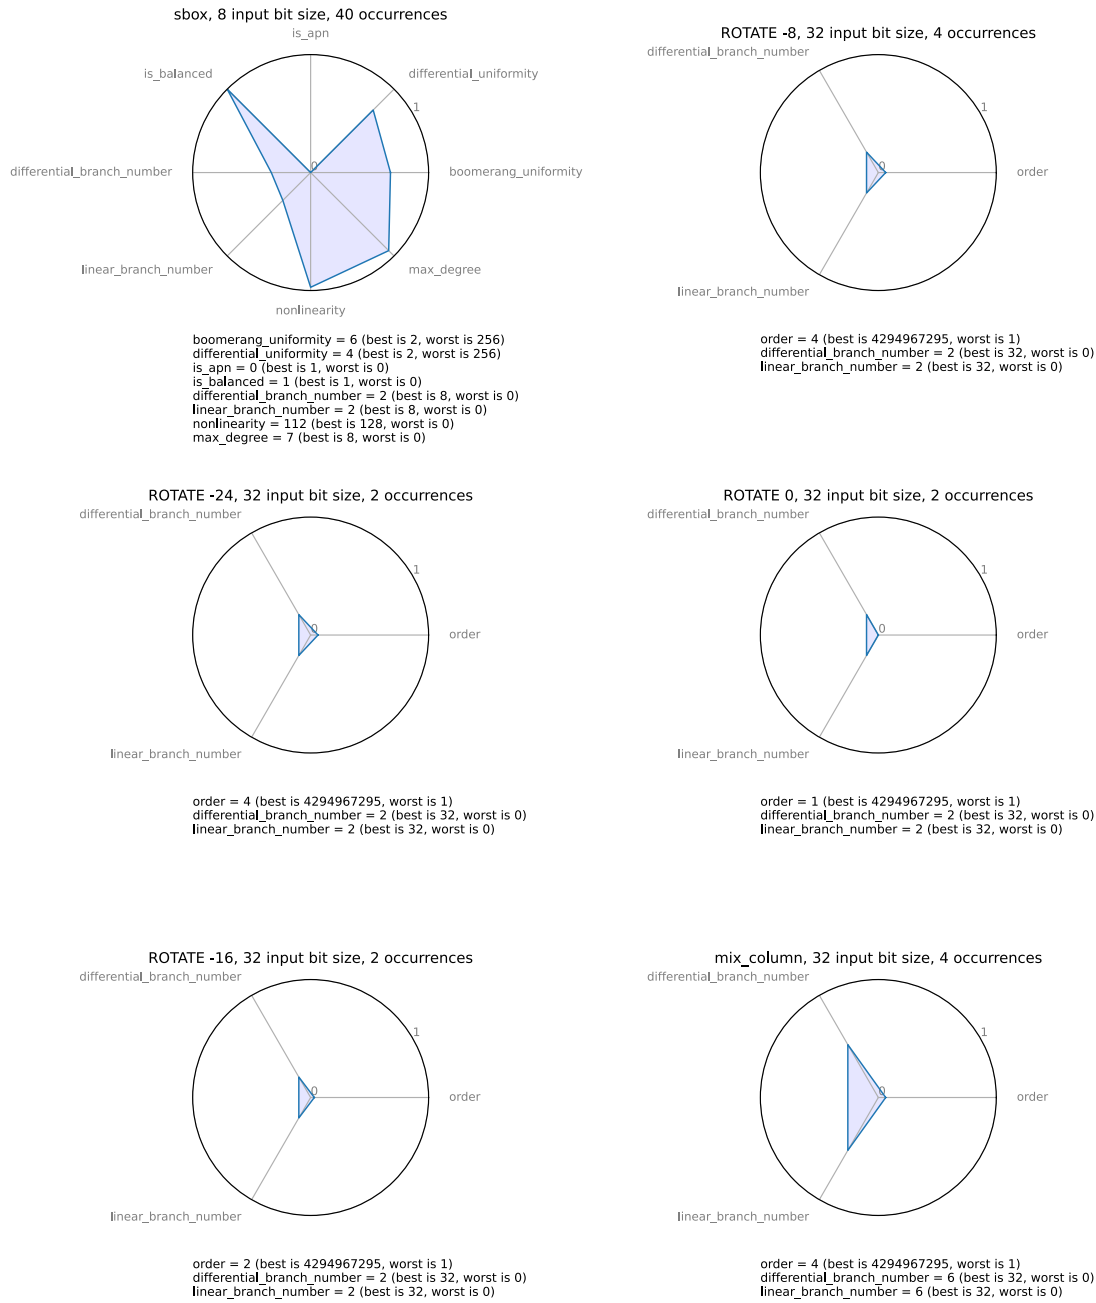 sbox, 8 input bit size, 40 occurrences
is_apn
is_balanced
differential_uniformity
1
differential_branch_number
0
boomerang_uniformity
linear_branch_number
max_degree
nonlinearity
boomerang_uniformity = 6 (best is 2, worst is 256)
differential_uniformity = 4 (best is 2, worst is 256)
is_apn = 0 (best is 1, worst is 0)
is_balanced = 1 (best is 1, worst is 0)
differential_branch_number = 2 (best is 8, worst is 0)
linear_branch_number = 2 (best is 8, worst is 0)
nonlinearity = 112 (best is 128, worst is 0)
max_degree = 7 (best is 8, worst is 0)
ROTATE -8, 32 input bit size, 4 occurrences
differential_branch_number
1
0
order
linear_branch_number
order = 4 (best is 4294967295, worst is 1)
differential_branch_number = 2 (best is 32, worst is 0)
linear_branch_number = 2 (best is 32, worst is 0)
ROTATE -24, 32 input bit size, 2 occurrences
differential_branch_number
1
0
order
linear_branch_number
order = 4 (best is 4294967295, worst is 1)
differential_branch_number = 2 (best is 32, worst is 0)
linear_branch_number = 2 (best is 32, worst is 0)
ROTATE 0, 32 input bit size, 2 occurrences
differential_branch_number
1
0
order
linear_branch_number
order = 1 (best is 4294967295, worst is 1)
differential_branch_number = 2 (best is 32, worst is 0)
linear_branch_number = 2 (best is 32, worst is 0)
ROTATE -16, 32 input bit size, 2 occurrences
differential_branch_number
1
0
order
linear_branch_number
order = 2 (best is 4294967295, worst is 1)
differential_branch_number = 2 (best is 32, worst is 0)
linear_branch_number = 2 (best is 32, worst is 0)
mix_column, 32 input bit size, 4 occurrences
differential_branch_number
1
0
order
linear_branch_number
order = 4 (best is 4294967295, worst is 1)
differential_branch_number = 6 (best is 32, worst is 0)
linear_branch_number = 6 (best is 32, worst is 0)